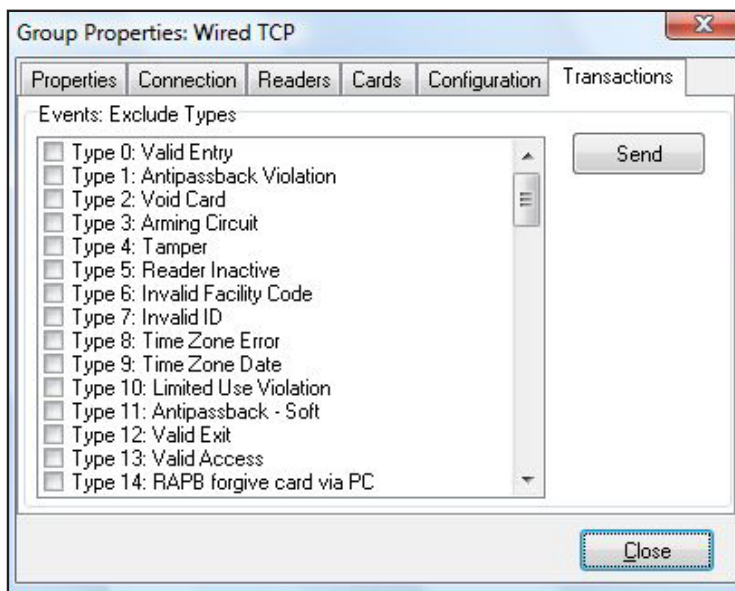 Group Properties: Wired TCP
Properties Connection Readers Cards Configuration Transactions
Events: Exclude Types
Type 0: Valid Entry
Send
Type 1: Antipassback Violation
Type 2: Void Card
Type 3: Arming Circuit
Type 4: Tamper
Type 5: Reader Inactive
Type 6: Invalid Facility Code
Type 7: Invalid ID
Type 8: Time Zone Error
Type 9: Time Zone Date
Type 10: Limited Use Violation
Type 11: Antipassback - Soft
Type 12: Valid Exit
Type 13: Valid Access
Type 14: RAPB forgive card via PC
Close